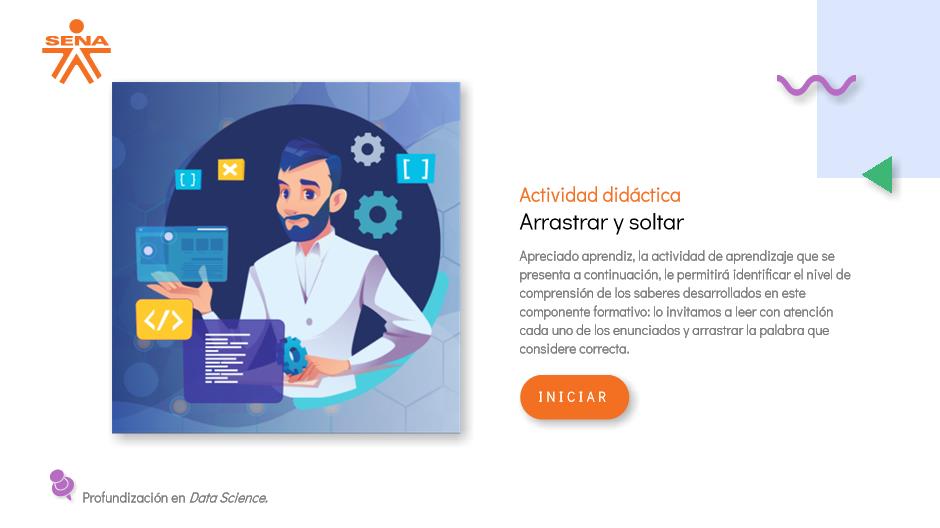 SENA
Actividad didáctica
Arrastrar y soltar
Apreciado aprendiz, la actividad de aprendizaje que se
presenta a continuación, le permitirá identificar el nivel de
comprensión de los saberes desarrollados en este
componente formativo: lo invitamos a leer con atención
cada uno de los enunciados y arrastrar la palabra que
considere correcta.
INICIAR
Profundización en Data Science.